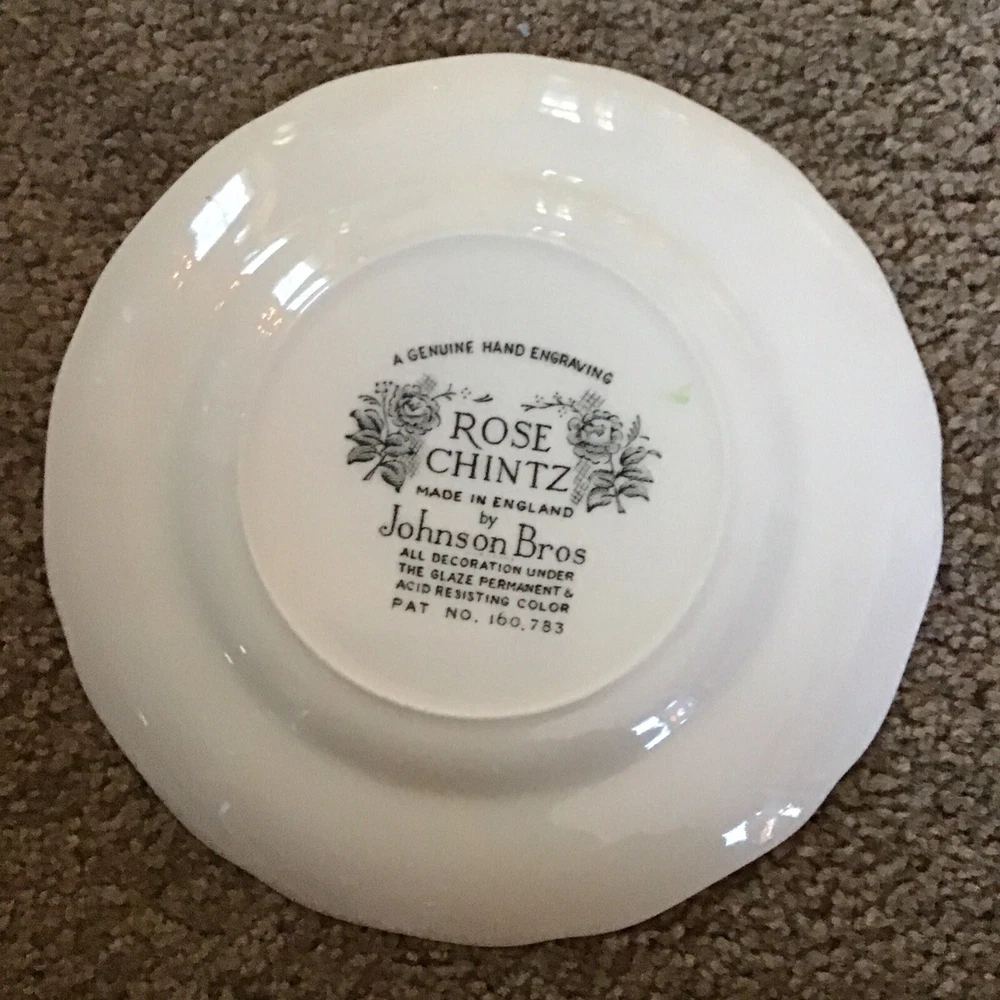 A GENUINE HAND ENGRAVING
ROSE
CHINTZ
MADE IN ENGLAND
by
Johnson Bros
ALL DECORATION UNDER
THE GLAZE PERMANENT &
ACID RESISTING COLOR
PAT NO. 160,783